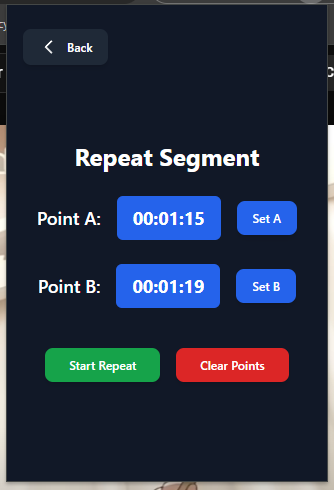 Back
Repeat Segment
Point A: 00:01:15 Set A
Point B: 00:01:19 Set B
Start Repeat Clear Points